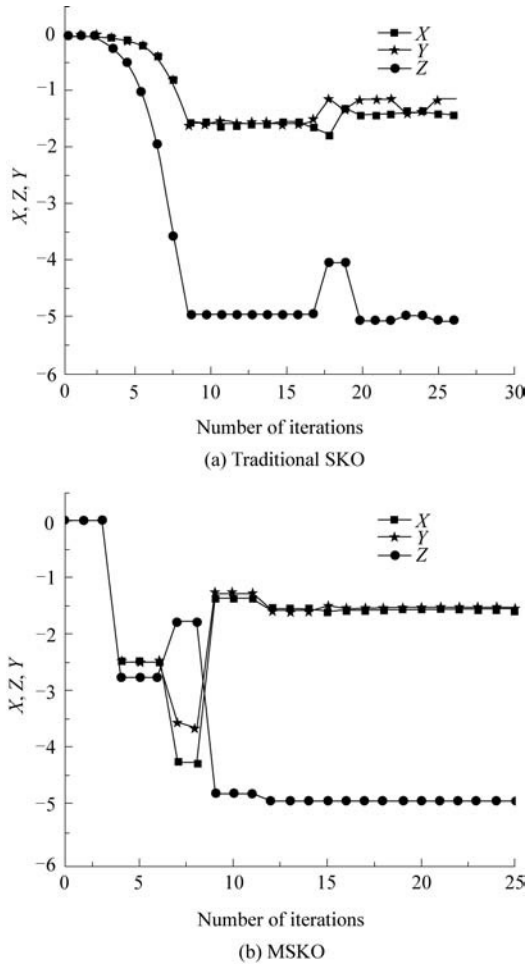 0
−1
−2
−3
−4
−5
−6
X, Z, Y
X
Y
Z
0 5 10 15 20 25 30
Number of iterations
(a) Traditional SKO
0
−1
−2
−3
−4
−5
−6
X, Z, Y
X
Y
Z
0 5 10 15 20 25
Number of iterations
(b) MSKO